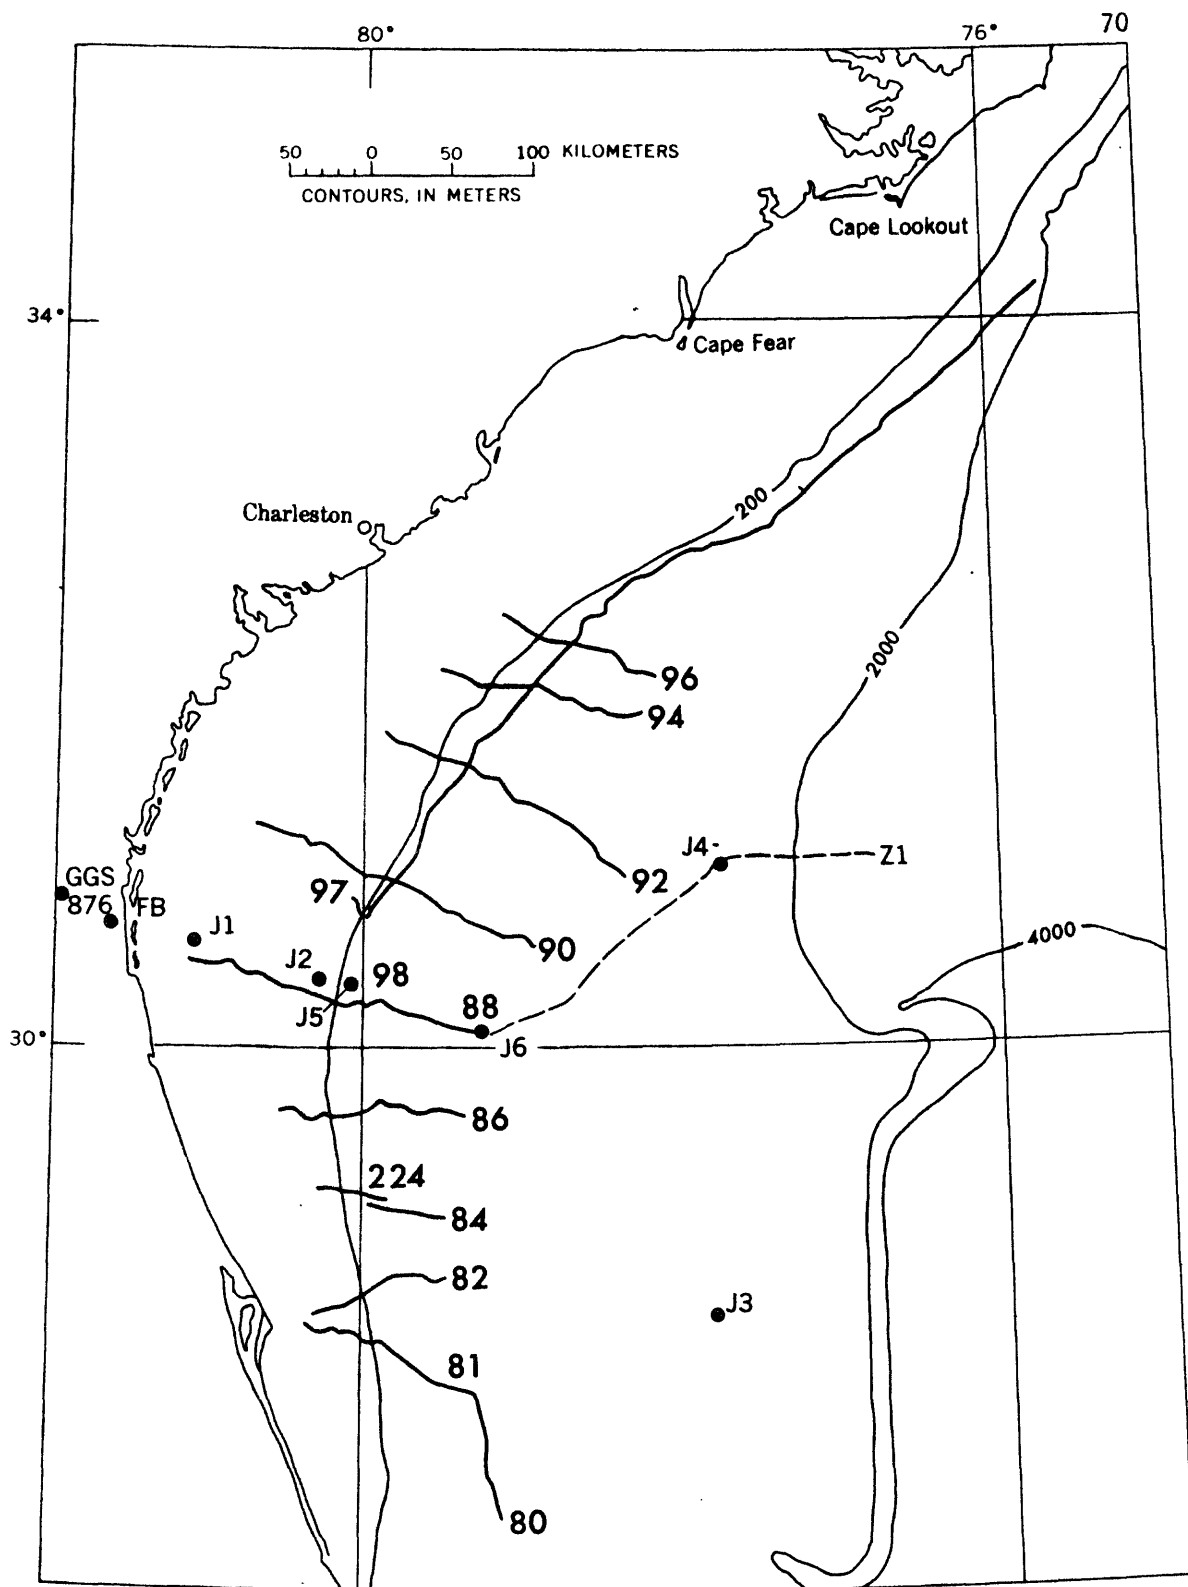 80° 76° 70
50 0 50 100 KILOMETERS
CONTOURS, IN METERS
Cape Lookout
34°
Cape Fear
200
Charleston
2000
96
94
J4
Z1
GGS
97
92
876
FB
J1
90
4000
J2
98
J5
88
30°
J6
86
224
84
82
J3
81
80